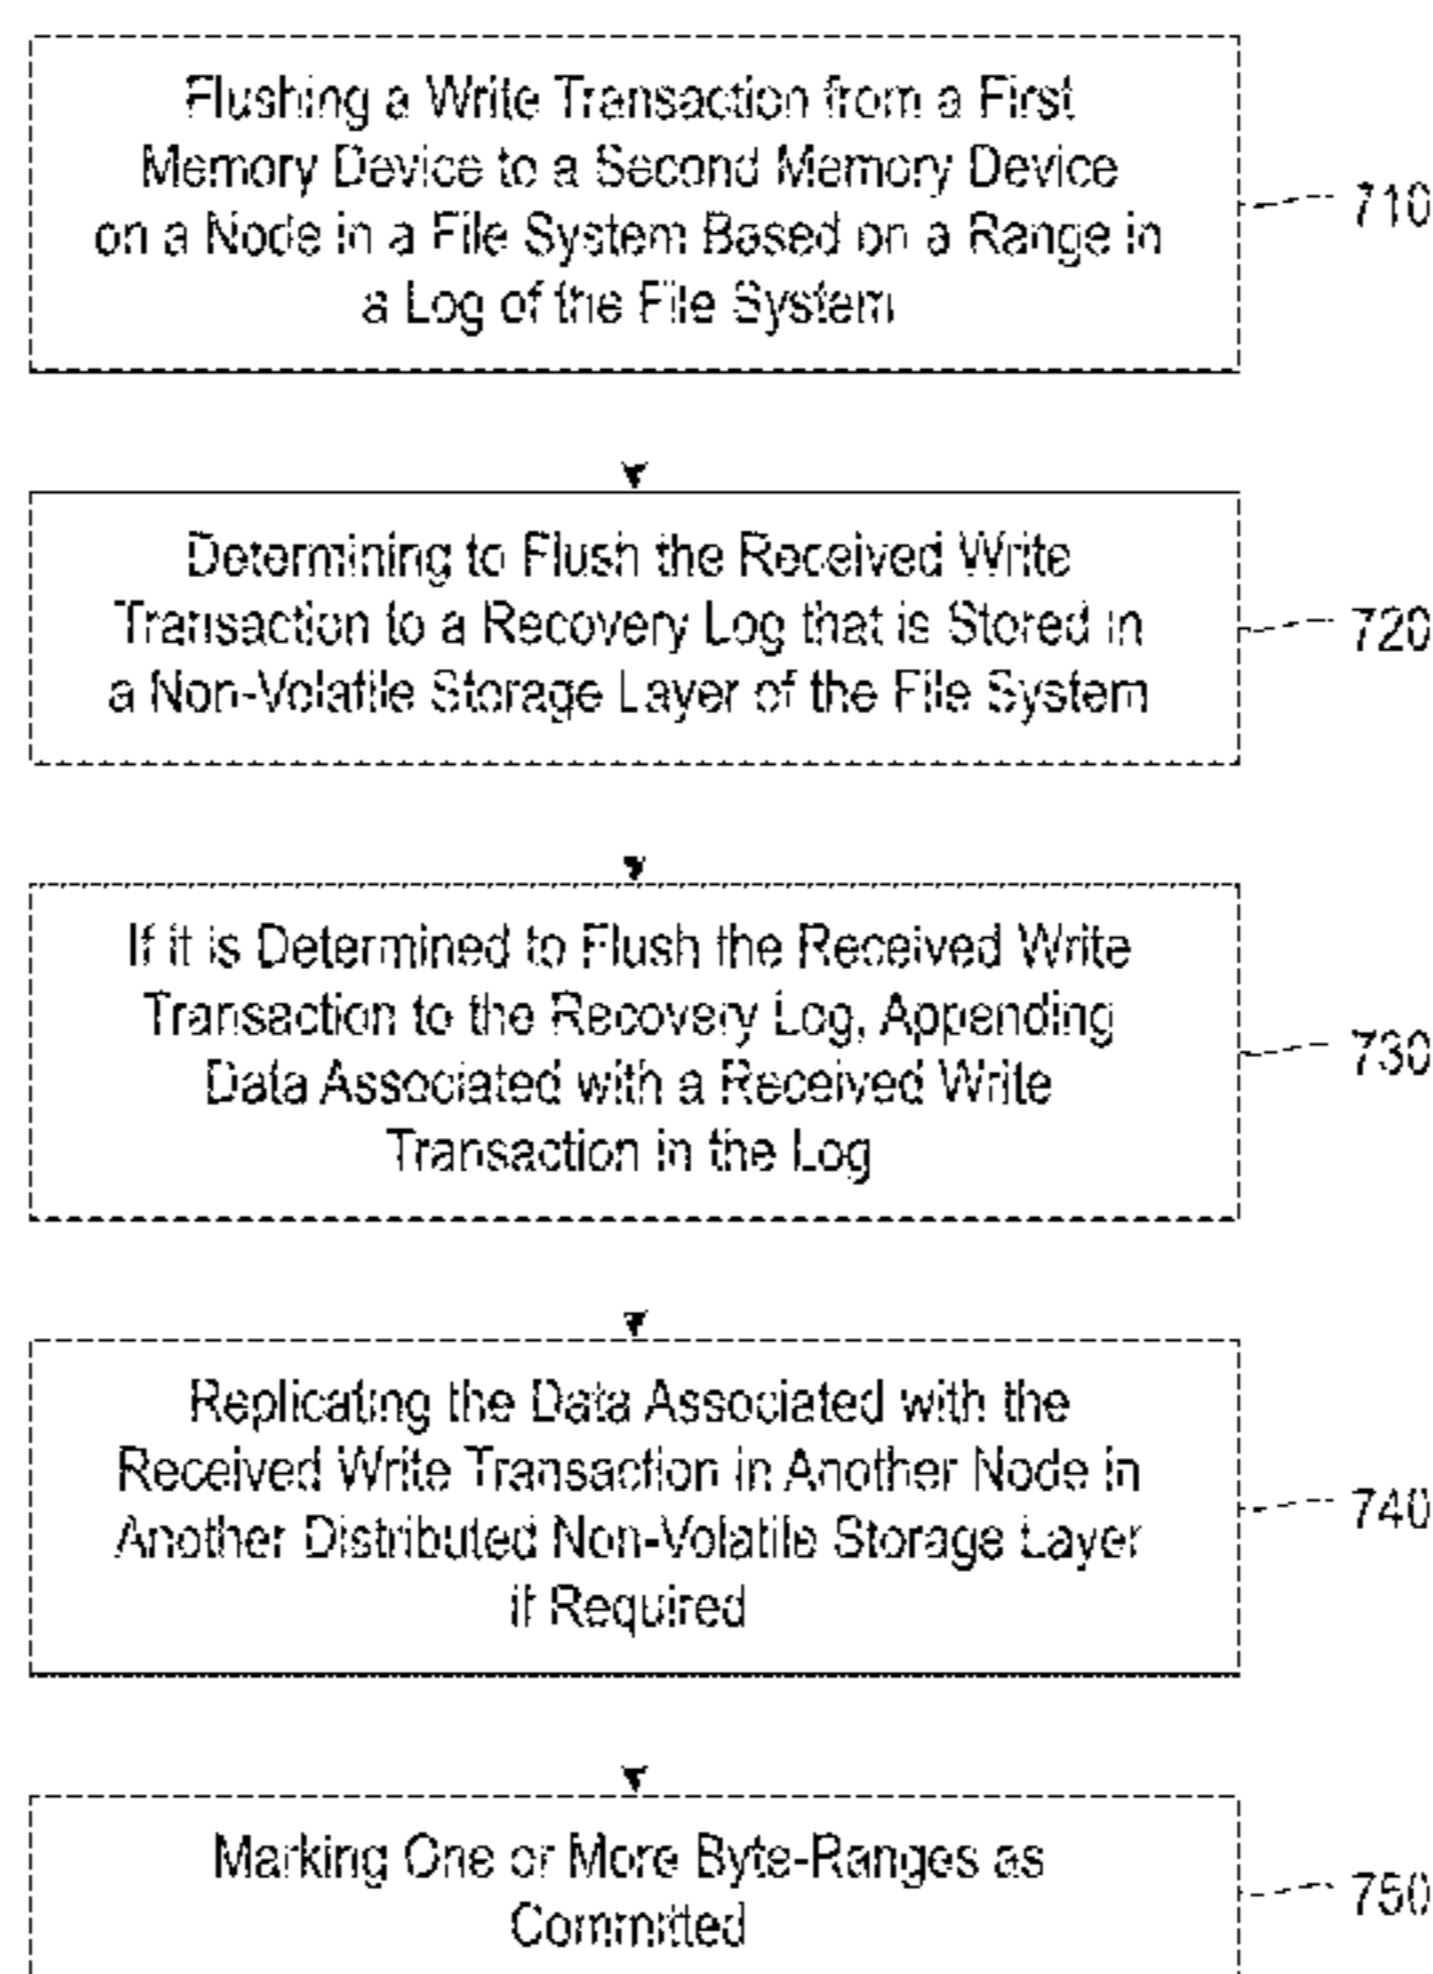 Flushing a Write Transaction from a First
Memory Device to a Second Memory Device
on a Node in a File System Based on a Range in
a Log of the File System
710
Determining to Flush the Received Write
Transaction to a Recovery Log that is Stored in
a Non-Volatile Storage Layer of the File System
720
If it is Determined to Flush the Received Write
Transaction to the Recovery Log, Appending
Data Associated with a Received Write
Transaction in the Log
730
Replicating the Data Associated with the
Received Write Transaction in Another Node in
Another Distributed Non-Volatile Storage Layer
if Required
740
Marking One or More Byte-Ranges as
Committed
750